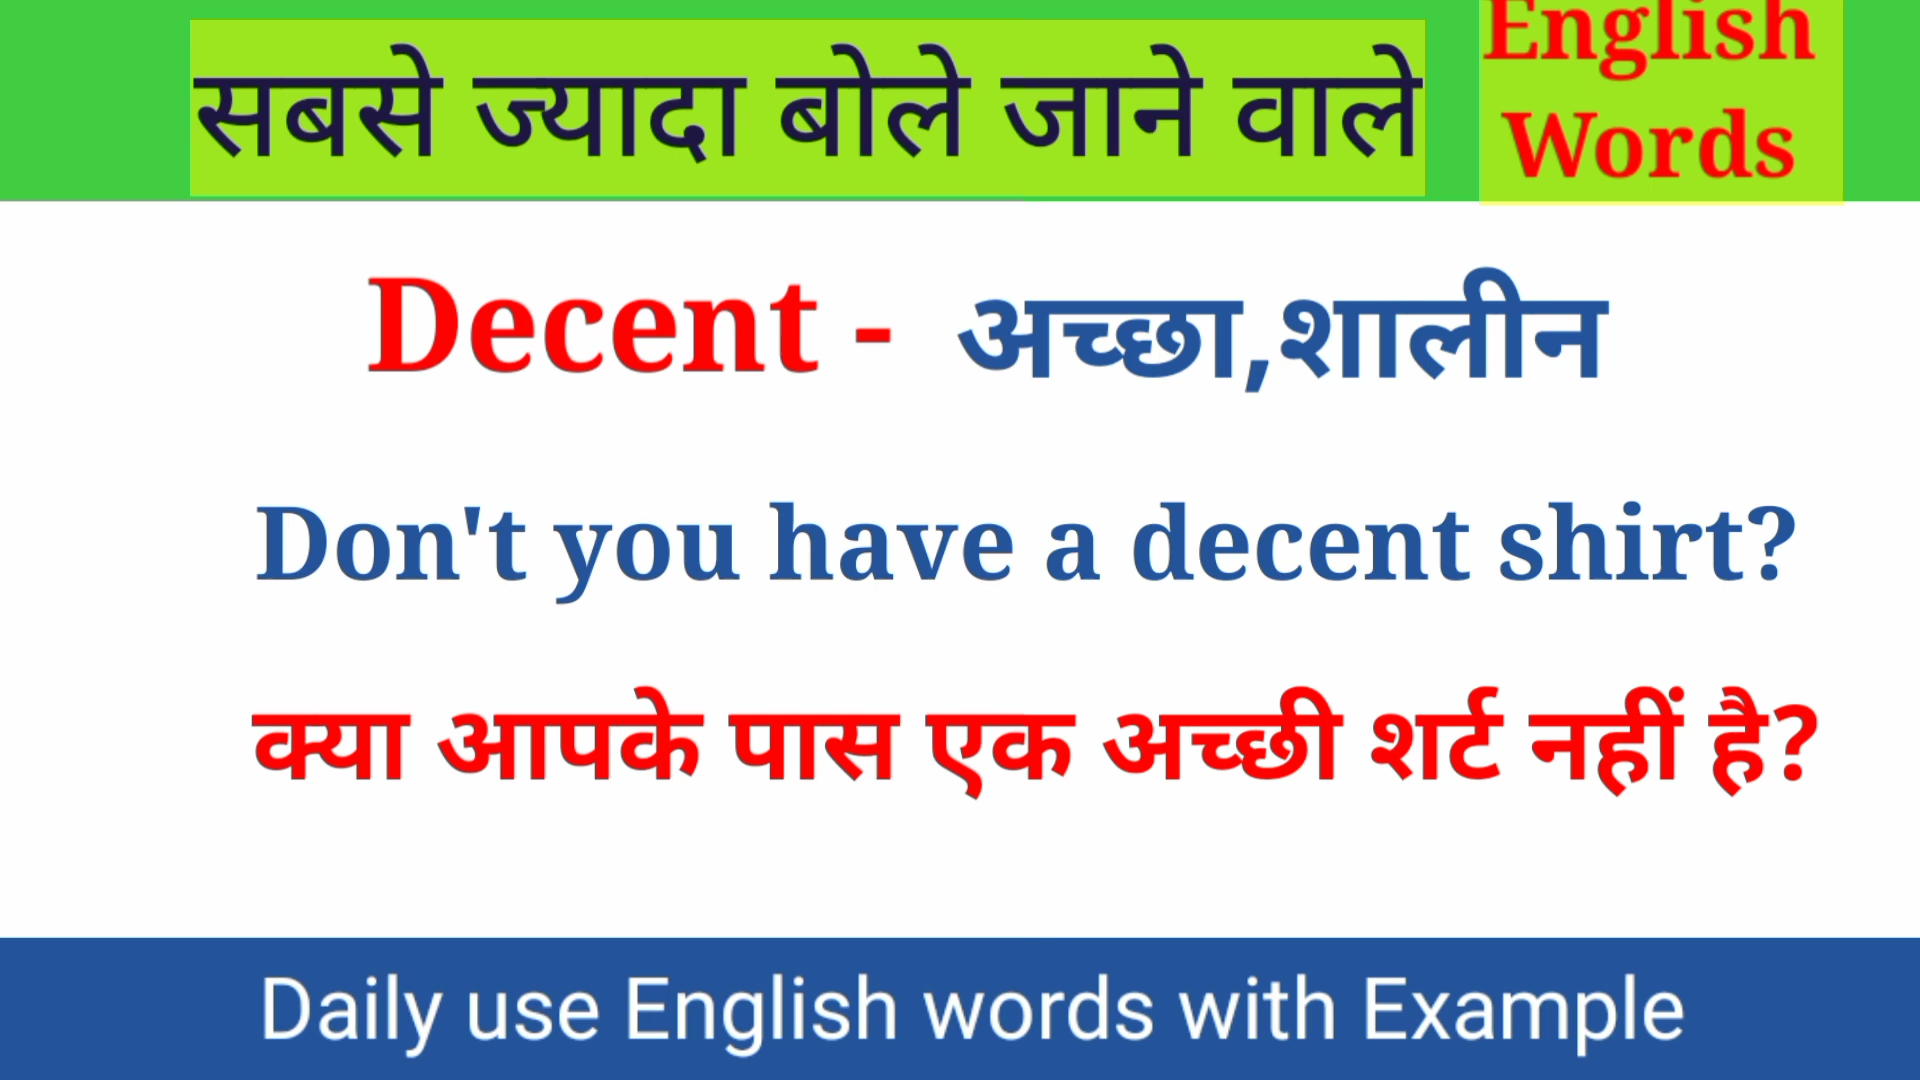 सबसे ज्यादा बोले जाने वाले
English
Words
Decent - अच्छा,शालीन
Don't you have a decent shirt?
क्या आपके पास एक अच्छी शर्ट नहीं है?
Daily use English words with Example